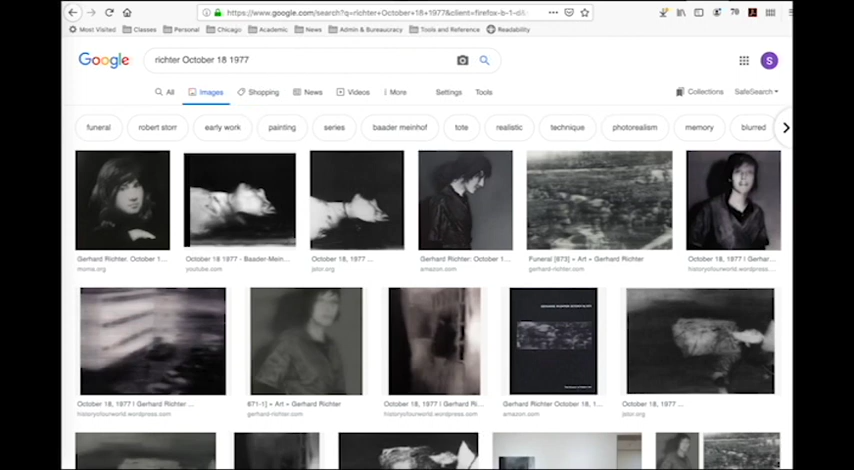 https://www.google.com/search?q=richter+October+18+1977&client=firefox-b-1-d&
Most Visited Classes Personal Chicago Academic News Admin & Bureaucracy Tools and Reference Readability
Google richter October 18 1977 S
All Images Shopping News Videos More Settings Tools Collections SafeSearch
funeral robert storr early work painting series baader meinhof tote realistic technique photorealism memory blurred
Gerhard Richter. October 1...
moma.org
October 18 1977 - Baader-Mein...
youtube.com
October 18, 1977 ...
jstor.org
Gerhard Richter: October 1...
amazon.com
Funeral [673] » Art » Gerhard Richter
gerhard-richter.com
October 18, 1977 | Gerhar...
historyofourworld.wordpress....
October 18, 1977 | Gerhard Richter ...
historyofourworld.wordpress.com
671-1] » Art » Gerhard Richter
gerhard-richter.com
October 18, 1977 | Gerhard Ri...
historyofourworld.wordpress.com
Gerhard Richter October 18, 1...
amazon.com
October 18, 1977 ...
jstor.org